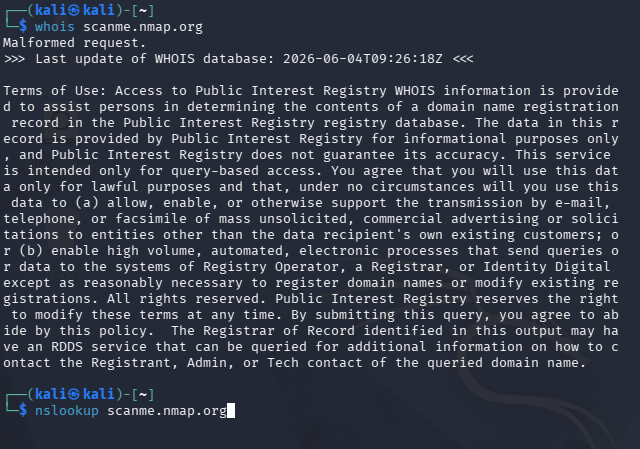 ┌──(kali㉿kali)-[~]
└─$ whois scanme.nmap.org
Malformed request.
>>> Last update of WHOIS database: 2026-06-04T09:26:18Z <<<

Terms of Use: Access to Public Interest Registry WHOIS information is provide
d to assist persons in determining the contents of a domain name registration
 record in the Public Interest Registry registry database. The data in this r
ecord is provided by Public Interest Registry for informational purposes only
, and Public Interest Registry does not guarantee its accuracy. This service
is intended only for query-based access. You agree that you will use this dat
a only for lawful purposes and that, under no circumstances will you use this
 data to (a) allow, enable, or otherwise support the transmission by e-mail,
telephone, or facsimile of mass unsolicited, commercial advertising or solici
tations to entities other than the data recipient's own existing customers; o
r (b) enable high volume, automated, electronic processes that send queries o
r data to the systems of Registry Operator, a Registrar, or Identity Digital
except as reasonably necessary to register domain names or modify existing re
gistrations. All rights reserved. Public Interest Registry reserves the right
 to modify these terms at any time. By submitting this query, you agree to ab
ide by this policy.  The Registrar of Record identified in this output may ha
ve an RDDS service that can be queried for additional information on how to c
ontact the Registrant, Admin, or Tech contact of the queried domain name.

┌──(kali㉿kali)-[~]
└─$ nslookup scanme.nmap.org